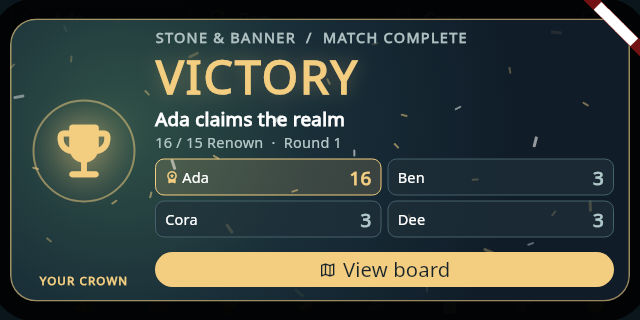 STONE & BANNER / MATCH COMPLETE
VICTORY
Ada claims the realm
16 / 15 Renown · Round 1
Ada 16
Ben 3
Cora 3
Dee 3
YOUR CROWN
View board